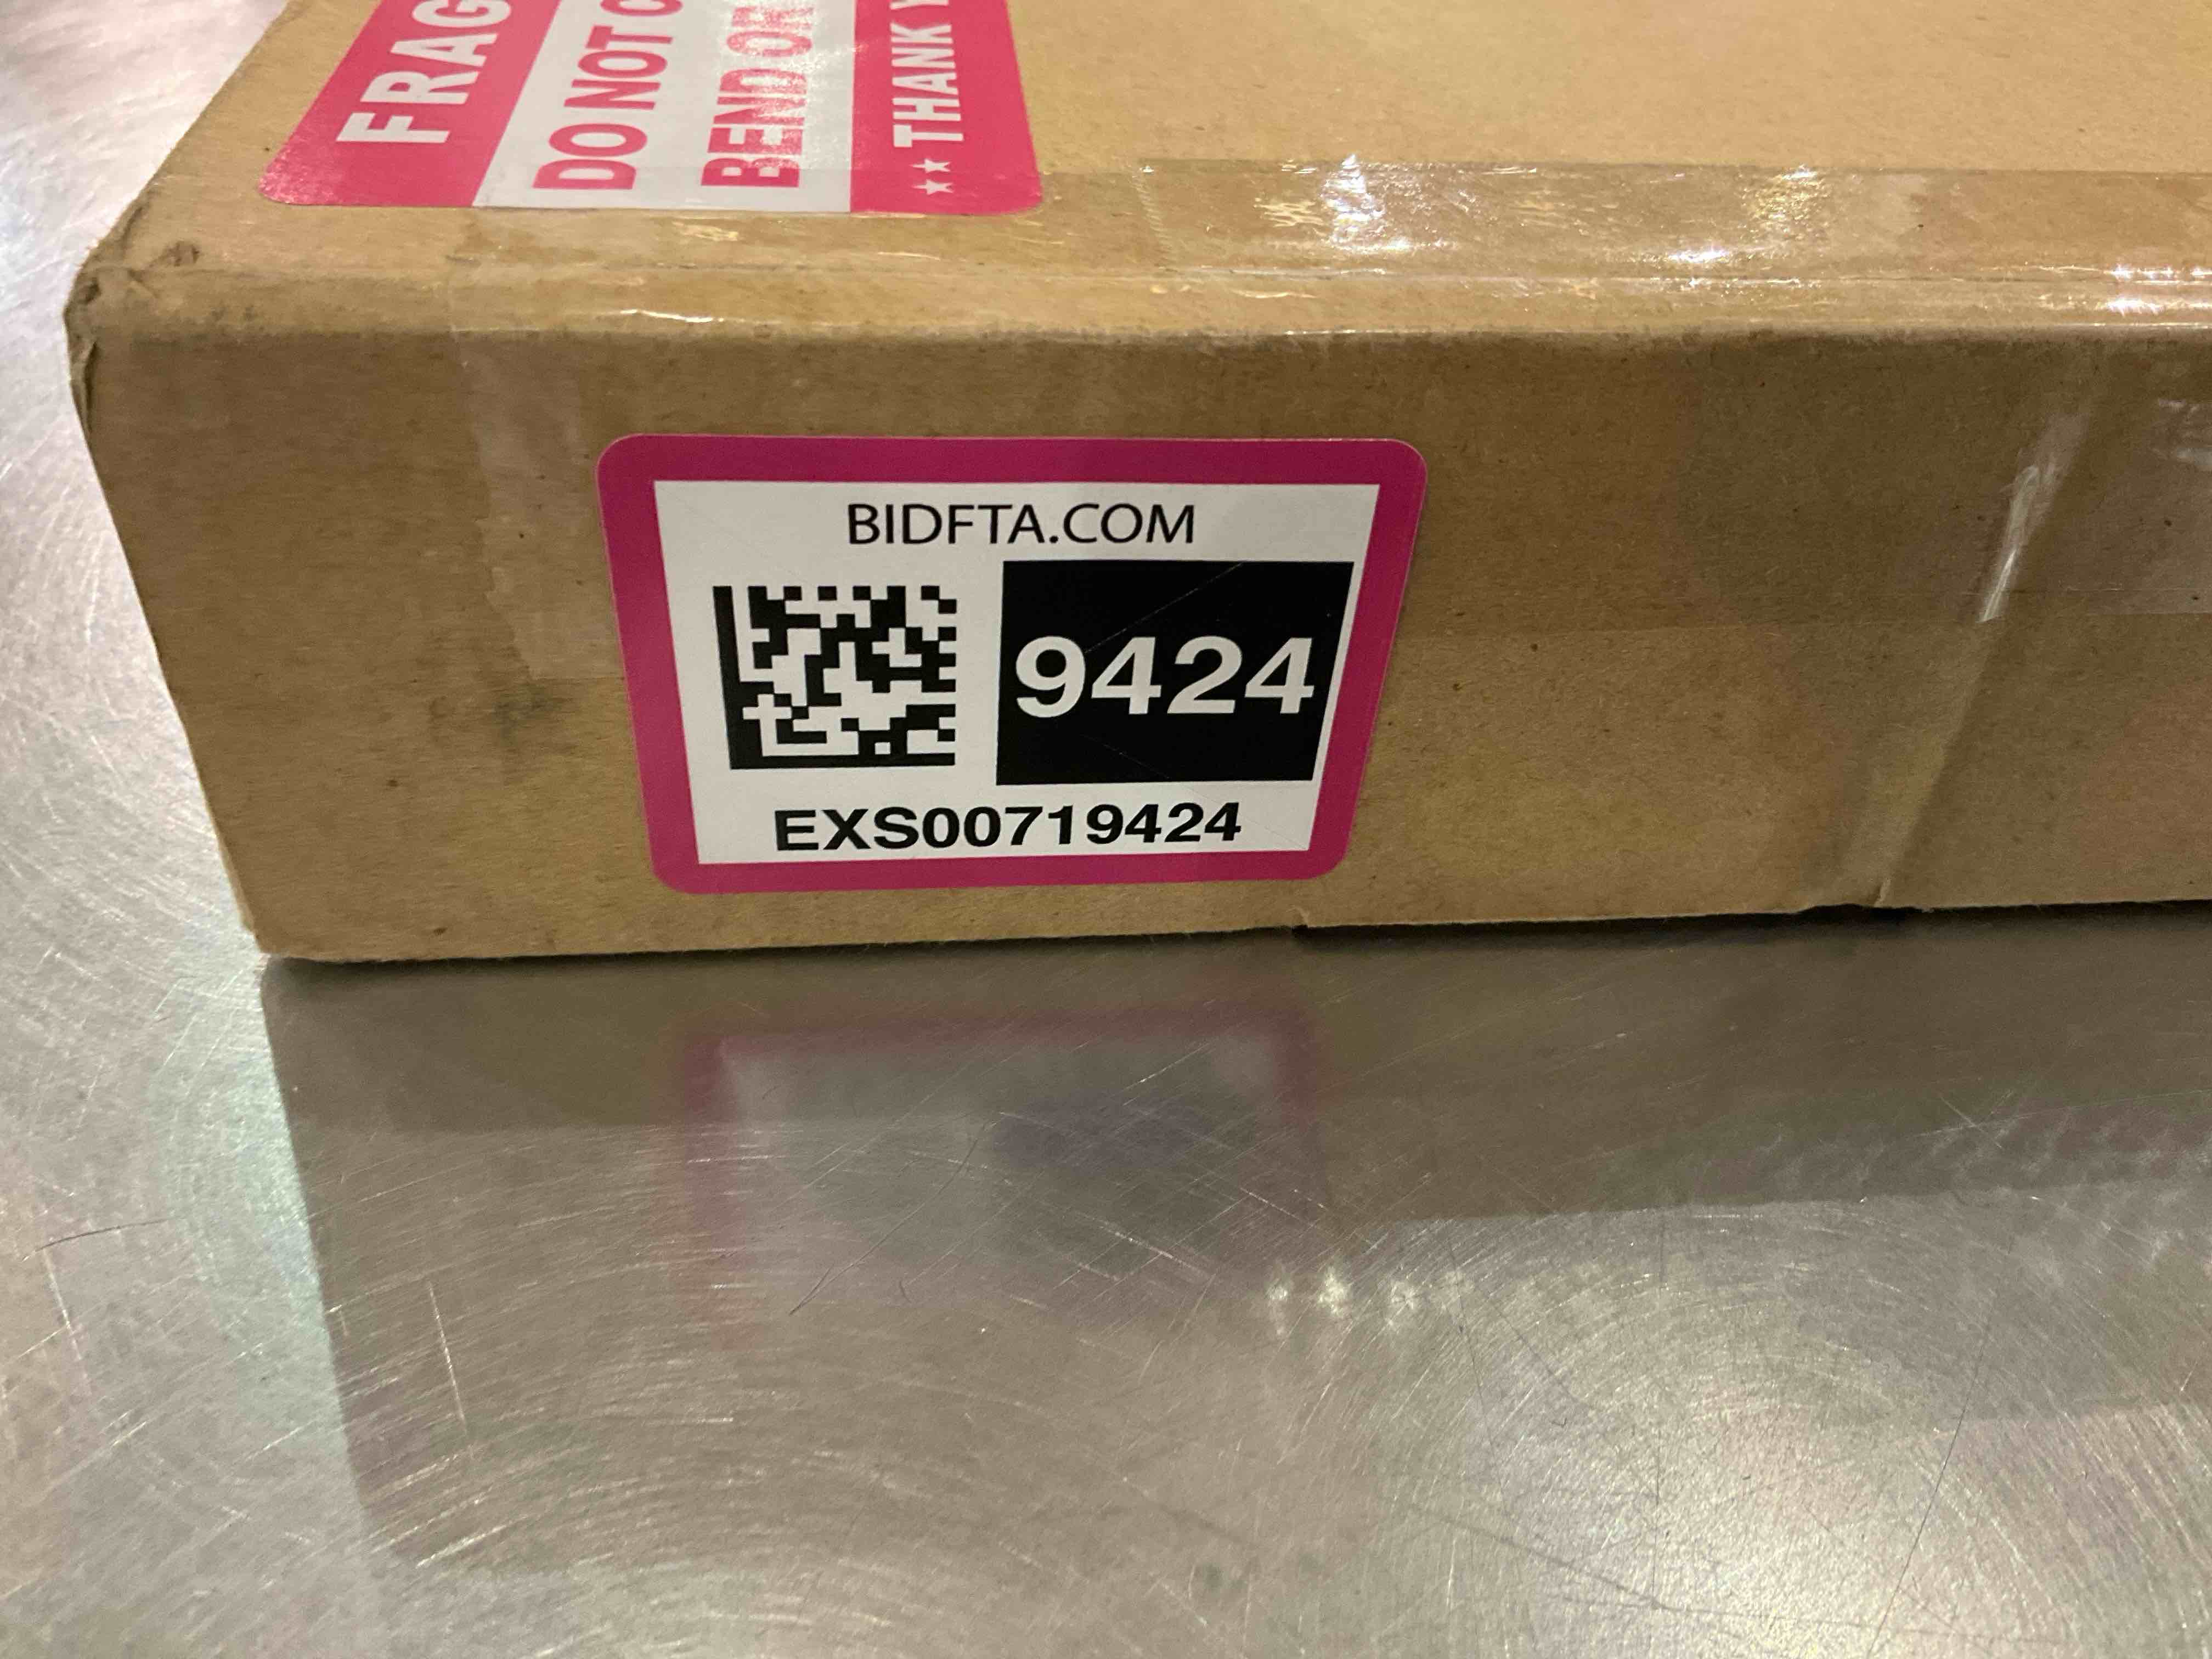 FRAG
DO NOT C
BEND OR
THANK Y
BIDFTA.COM
9424
EXS00719424